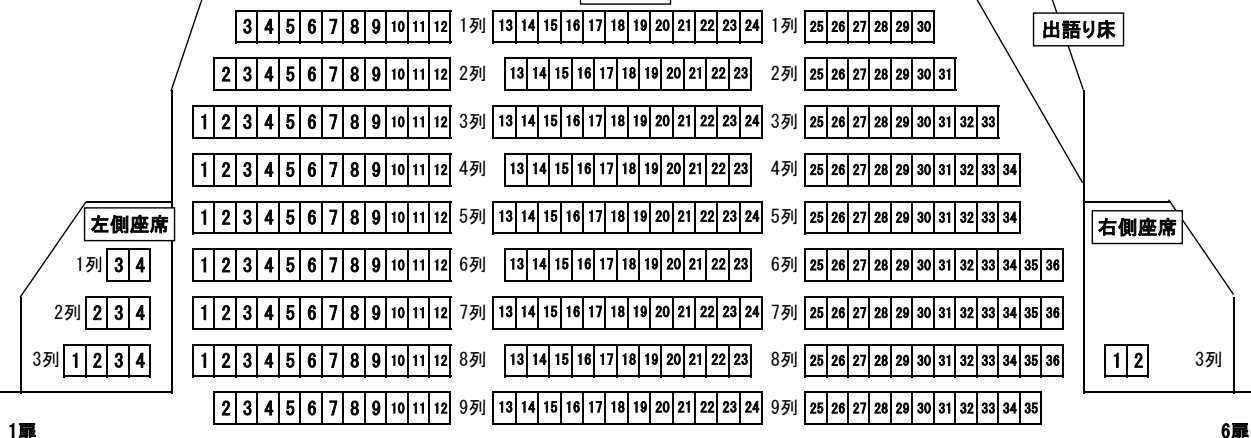 3 4 5 6 7 8 9 10 11 12 1列 13 14 15 16 17 18 19 20 21 22 23 24 1列 25 26 27 28 29 30
出語り床
2 3 4 5 6 7 8 9 10 11 12 2列 13 14 15 16 17 18 19 20 21 22 23 2列 25 26 27 28 29 30 31
1 2 3 4 5 6 7 8 9 10 11 12 3列 13 14 15 16 17 18 19 20 21 22 23 24 3列 25 26 27 28 29 30 31 32 33
1 2 3 4 5 6 7 8 9 10 11 12 4列 13 14 15 16 17 18 19 20 21 22 23 4列 25 26 27 28 29 30 31 32 33 34
左側座席
1 2 3 4 5 6 7 8 9 10 11 12 5列 13 14 15 16 17 18 19 20 21 22 23 24 5列 25 26 27 28 29 30 31 32 33 34
右側座席
1列 3 4
1 2 3 4 5 6 7 8 9 10 11 12 6列 13 14 15 16 17 18 19 20 21 22 23 6列 25 26 27 28 29 30 31 32 33 34 35 36
2列 2 3 4
1 2 3 4 5 6 7 8 9 10 11 12 7列 13 14 15 16 17 18 19 20 21 22 23 24 7列 25 26 27 28 29 30 31 32 33 34 35 36
3列 1 2 3 4
1 2 3 4 5 6 7 8 9 10 11 12 8列 13 14 15 16 17 18 19 20 21 22 23 8列 25 26 27 28 29 30 31 32 33 34 35 36
1 2 3列
2 3 4 5 6 7 8 9 10 11 12 9列 13 14 15 16 17 18 19 20 21 22 23 24 9列 25 26 27 28 29 30 31 32 33 34 35
1扉
6扉